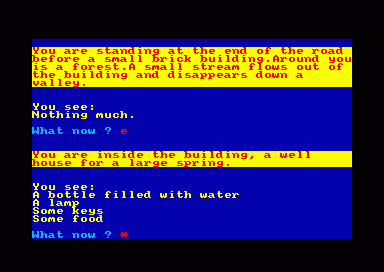 You are standing at the end of the road
before a small brick building.Around you
is a forest.A small stream flows out of
the building and disappears down a
valley.
You see:
Nothing much.
What now ? e
You are inside the building, a well
house for a large spring.
You see:
A bottle filled with water
A lamp
Some keys
Some food
What now ? *